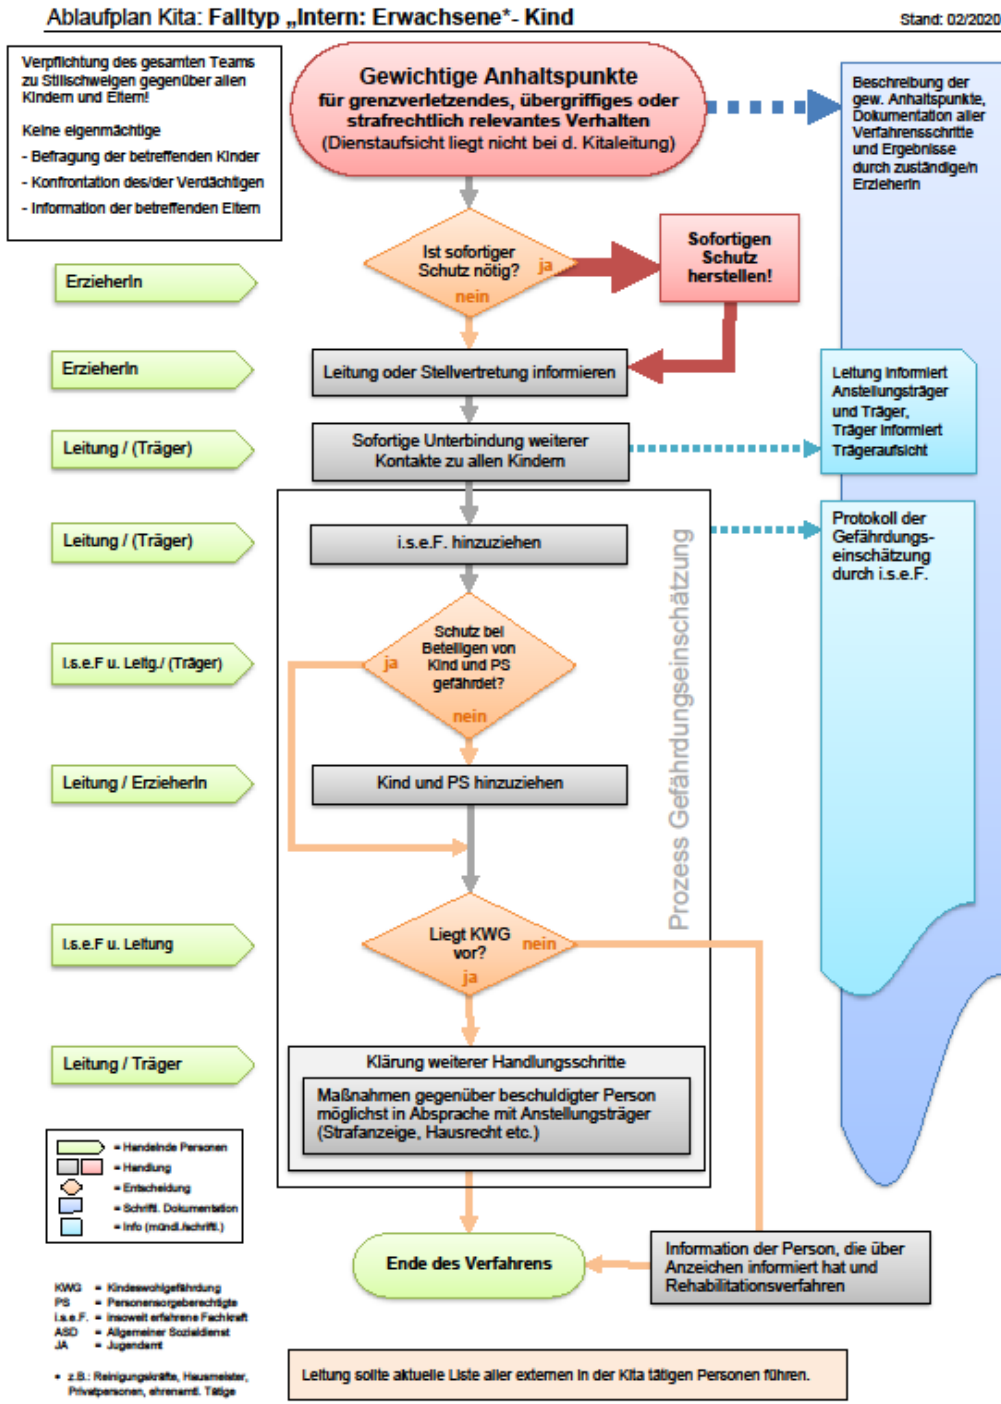 Ablaufplan Kita: Falltyp „Intern: Erwachsene*- Kind
Stand: 02/2020
Verpflichtung des gesamten Teams
zu Stillschweigen gegenüber allen
Kindern und Eltern!
Keine eigenmächtige
- Befragung der betreffenden Kinder
- Konfrontation des/der Verdächtigen
- Information der betreffenden Eltern
Gewichtige Anhaltspunkte
für grenzverletzendes, übergriffiges oder
strafrechtlich relevantes Verhalten
(Dienstaufsicht liegt nicht bei d. Kitaleitung)
Beschreibung der
gew. Anhaltspunkte,
Dokumentation aller
Verfahrensschritte
und Ergebnisse
durch zuständige/n
ErzieherIn
ErzieherIn
Ist sofortiger
Schutz nötig?
ja
nein
Sofortigen
Schutz
herstellen!
ErzieherIn
Leitung oder Stellvertretung informieren
Leitung informiert
Anstellungsträger
und Träger,
Träger informiert
Trägeraufsicht
Leitung / (Träger)
Sofortige Unterbindung weiterer
Kontakte zu allen Kindern
Leitung / (Träger)
i.s.e.F. hinzuziehen
Protokoll der
Gefährdungs-
einschätzung
durch i.s.e.F.
Prozess Gefährdungseinschätzung
I.s.e.F u. Leitg./ (Träger)
Schutz bei
Beteiligen von
Kind und PS
gefährdet?
ja
nein
Leitung / ErzieherIn
Kind und PS hinzuziehen
I.s.e.F u. Leitung
Liegt KWG
vor?
nein
ja
Leitung / Träger
Klärung weiterer Handlungsschritte
Maßnahmen gegenüber beschuldigter Person
möglichst in Absprache mit Anstellungsträger
(Strafanzeige, Hausrecht etc.)
= Handelnde Personen
= Handlung
= Entscheidung
= Schriftl. Dokumentation
= Info (mündl./schriftl.)
Ende des Verfahrens
Information der Person, die über
Anzeichen informiert hat und
Rehabilitationsverfahren
KWG = Kindeswohlgefährdung
PS = Personensorgeberechtigte
i.s.e.F. = Insoweit erfahrene Fachkraft
ASD = Allgemeiner Sozialdienst
JA = Jugendamt
* z.B.: Reinigungskräfte, Hausmeister,
Privatpersonen, ehrenamtl. Tätige
Leitung sollte aktuelle Liste aller externen in der Kita tätigen Personen führen.